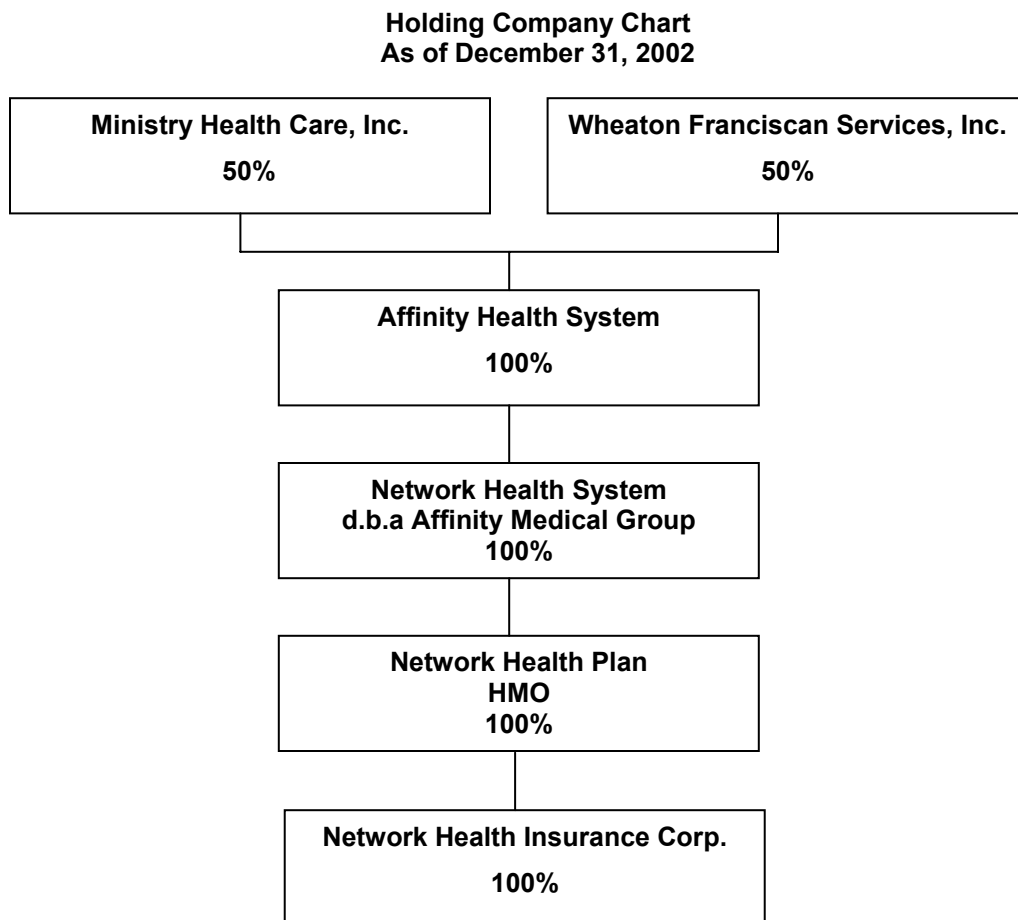 Holding Company Chart
As of December 31, 2002
Ministry Health Care, Inc.
50%
Wheaton Franciscan Services, Inc.
50%
Affinity Health System
100%
Network Health System
d.b.a Affinity Medical Group
100%
Network Health Plan
HMO
100%
Network Health Insurance Corp.
100%